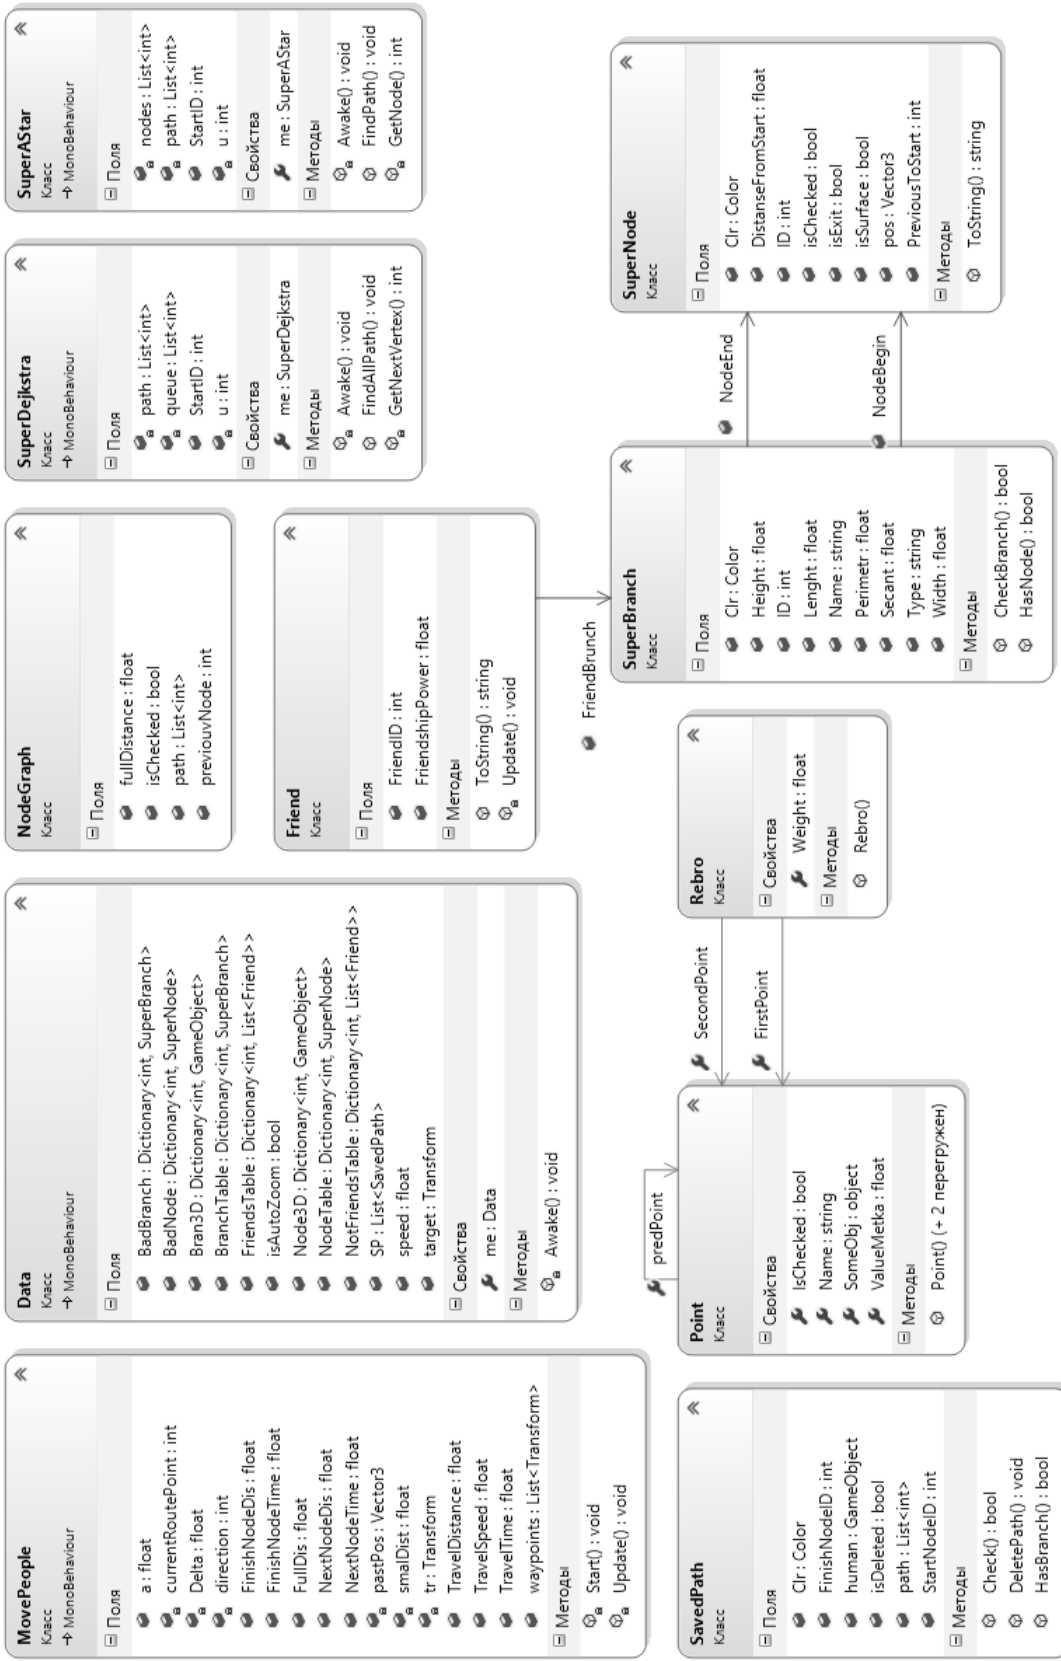 MovePeople
Класс
MonoBehaviour
Поля
a : float
currentRoutePoint : int
Delta : float
direction : int
FinishNodeDis : float
FinishNodeTime : float
FullDis : float
NextNodeDis : float
NextNodeTime : float
pastPos : Vector3
smalDist : float
tr : Transform
TravelDistance : float
TravelSpeed : float
TravelTime : float
waypoints : List<Transform>
Методы
Start() : void
Update() : void
Data
Класс
MonoBehaviour
Поля
BadBranch : Dictionary<int, SuperBranch>
BadNode : Dictionary<int, SuperNode>
Bran3D : Dictionary<int, GameObject>
BranchTable : Dictionary<int, SuperBranch>
FriendsTable : Dictionary<int, List<Friend>>
isAutoZoom : bool
Node3D : Dictionary<int, GameObject>
NodeTable : Dictionary<int, SuperNode>
NotFriendsTable : Dictionary<int, List<Friend>>
SP : List<SavedPath>
speed : float
target : Transform
Свойства
me : Data
Методы
Awake() : void
NodeGraph
Класс
Поля
fullDistance : float
isChecked : bool
path : List<int>
previouvNode : int
Friend
Класс
Поля
FriendID : int
FriendshipPower : float
Методы
ToString() : string
Update() : void
SuperDejkstra
Класс
MonoBehaviour
Поля
path : List<int>
queue : List<int>
StartID : int
u : int
Свойства
me : SuperDejkstra
Методы
Awake() : void
FindAllPath() : void
GetNextVertex() : int
SuperAStar
Класс
MonoBehaviour
Поля
nodes : List<int>
path : List<int>
StartID : int
u : int
Свойства
me : SuperAStar
Методы
Awake() : void
FindPath() : void
GetNode() : int
SavedPath
Класс
Поля
Clr : Color
FinishNodeID : int
human : GameObject
isDeleted : bool
path : List<int>
StartNodeID : int
Методы
Check() : bool
DeletePath() : void
HasBranch() : bool
predPoint
Point
Класс
Свойства
IsChecked : bool
Name : string
SomeObj : object
ValueMetka : float
Методы
Point() (+ 2 перегружен)
SecondPoint
FirstPoint
Rebro
Класс
Свойства
Weight : float
Методы
Rebro()
FriendBrunch
SuperBranch
Класс
Поля
Clr : Color
Height : float
ID : int
Lenght : float
Name : string
Perimetr : float
Secant : float
Type : string
Width : float
Методы
CheckBranch() : bool
HasNode() : bool
NodeEnd
NodeBegin
SuperNode
Класс
Поля
Clr : Color
DistanseFromStart : float
ID : int
isChecked : bool
isExit : bool
isSurface : bool
pos : Vector3
PreviousToStart : int
Методы
ToString() : string